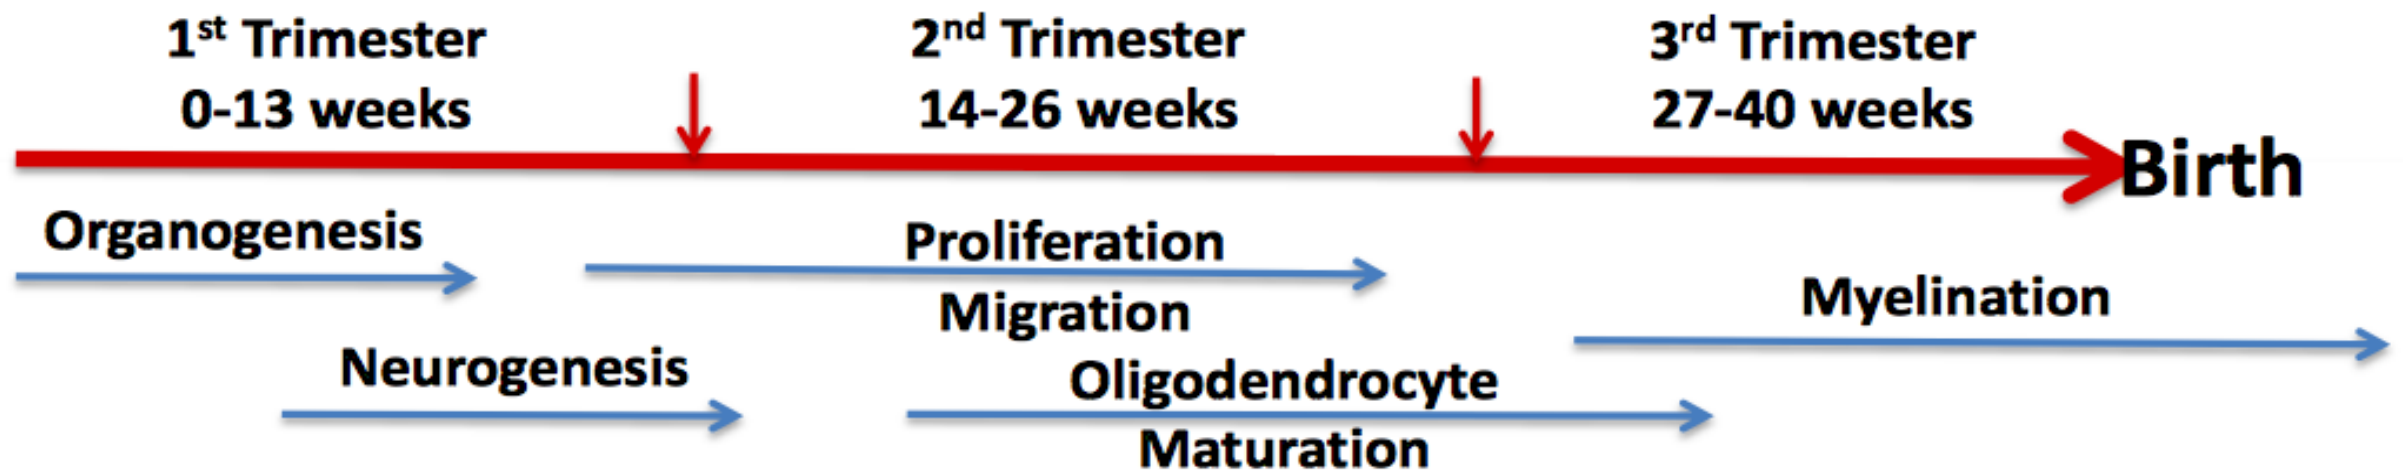 1st Trimester
0-13 weeks
2nd Trimester
14-26 weeks
3rd Trimester
27-40 weeks
Birth
Organogenesis
Proliferation
Migration
Myelination
Neurogenesis
Oligodendrocyte
Maturation